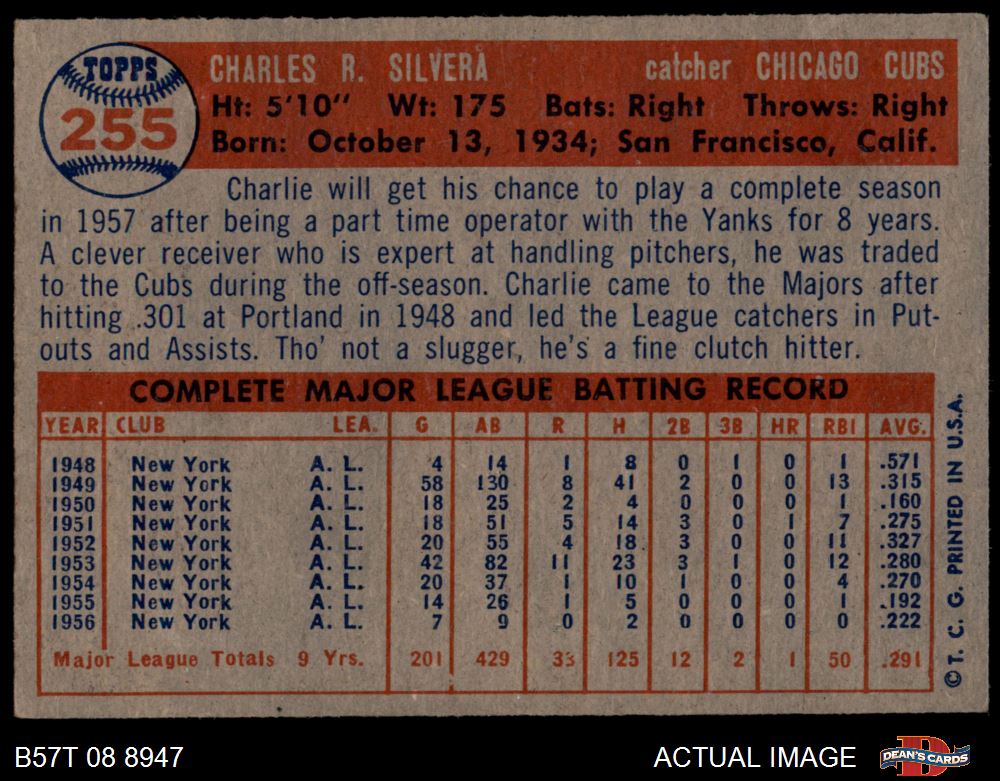 TOPPS
255
CHARLES R. SILVERA catcher CHICAGO CUBS
Ht: 5'10" Wt: 175 Bats: Right Throws: Right
Born: October 13, 1934; San Francisco, Calif.
Charlie will get his chance to play a complete season
in 1957 after being a part time operator with the Yanks for 8 years.
A clever receiver who is expert at handling pitchers, he was traded
to the Cubs during the off-season. Charlie came to the Majors after
hitting .301 at Portland in 1948 and led the League catchers in Put-
outs and Assists. Tho' not a slugger, he's a fine clutch hitter.
COMPLETE MAJOR LEAGUE BATTING RECORD
YEAR CLUB LEA. G AB R H 2B 3B HR RBI AVG.
1948 New York A. L. 4 14 1 8 0 1 0 1 .571
1949 New York A. L. 58 130 8 41 2 0 0 13 .315
1950 New York A. L. 18 25 2 4 0 0 0 1 .160
1951 New York A. L. 18 51 5 14 3 0 1 7 .275
1952 New York A. L. 20 55 4 18 3 0 0 11 .327
1953 New York A. L. 42 82 11 23 3 1 0 12 .280
1954 New York A. L. 20 37 1 10 1 0 0 4 .270
1955 New York A. L. 14 26 1 5 0 0 0 1 .192
1956 New York A. L. 7 9 0 2 0 0 0 0 .222
Major League Totals 9 Yrs. 201 429 33 125 12 2 1 50 .291
© T. C. G. PRINTED IN U.S.A.
B57T 08 8947 ACTUAL IMAGE DEAN'S CARDS